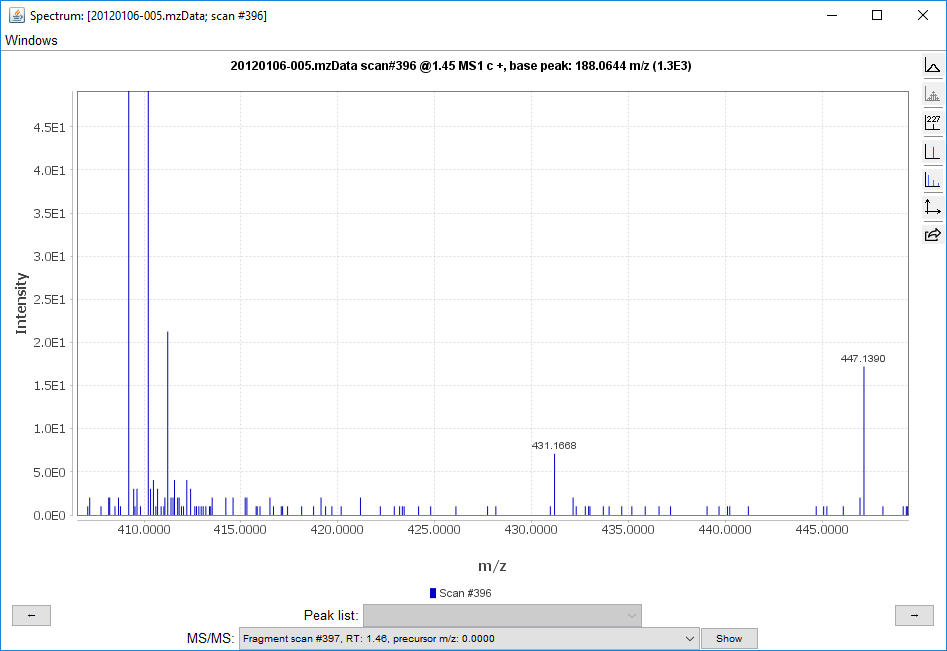 Spectrum: [20120106-005.mzData; scan #396]
Windows
20120106-005.mzData scan#396 @1.45 MS1 c +, base peak: 188.0644 m/z (1.3E3)
227
4.5E1
4.0E1
3.5E1
3.0E1
2.5E1
2.0E1
1.5E1
1.0E1
5.0E0
0.0E0
Intensity
447.1390
431.1668
410.0000 415.0000 420.0000 425.0000 430.0000 435.0000 440.0000 445.0000
m/z
Scan #396
Peak list:
MS/MS: Fragment scan #397, RT: 1.46, precursor m/z: 0.0000 Show